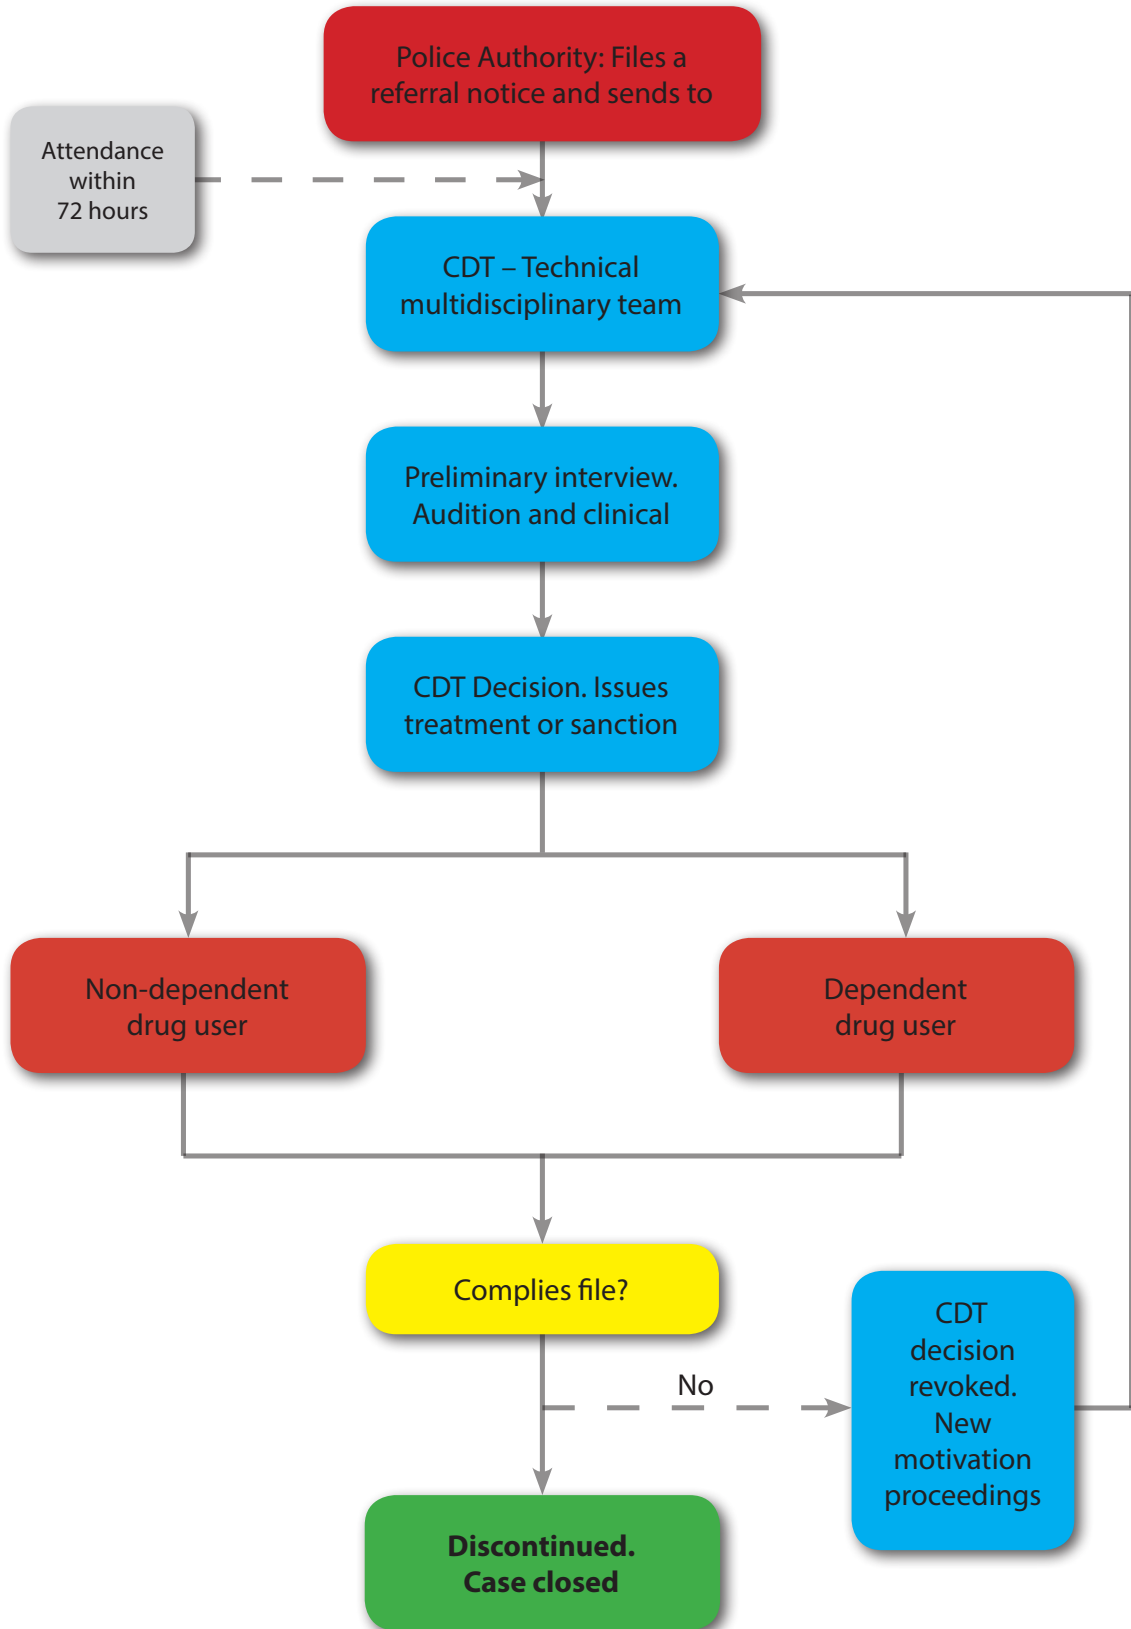 Police Authority: Files a
referral notice and sends to
Attendance
within
72 hours
CDT – Technical
multidisciplinary team
Preliminary interview.
Audition and clinical
CDT Decision. Issues
treatment or sanction
Non-dependent
drug user
Dependent
drug user
Complies file?
No
CDT
decision
revoked.
New
motivation
proceedings
Discontinued.
Case closed